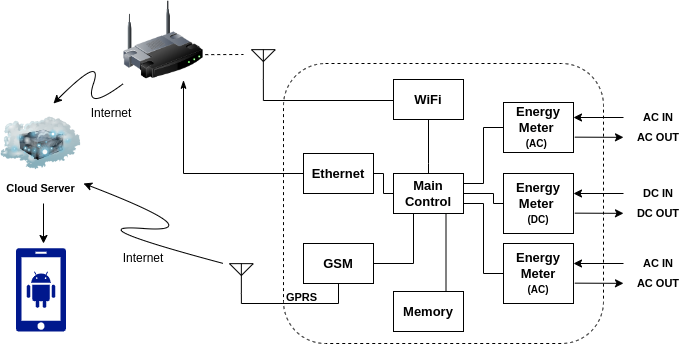 Internet
WiFi
Energy
Meter
(AC)
AC IN
AC OUT
Ethernet
Main
Control
Cloud Server
Energy
Meter
(DC)
DC IN
DC OUT
Internet
GSM
GPRS
Memory
Energy
Meter
(AC)
AC IN
AC OUT